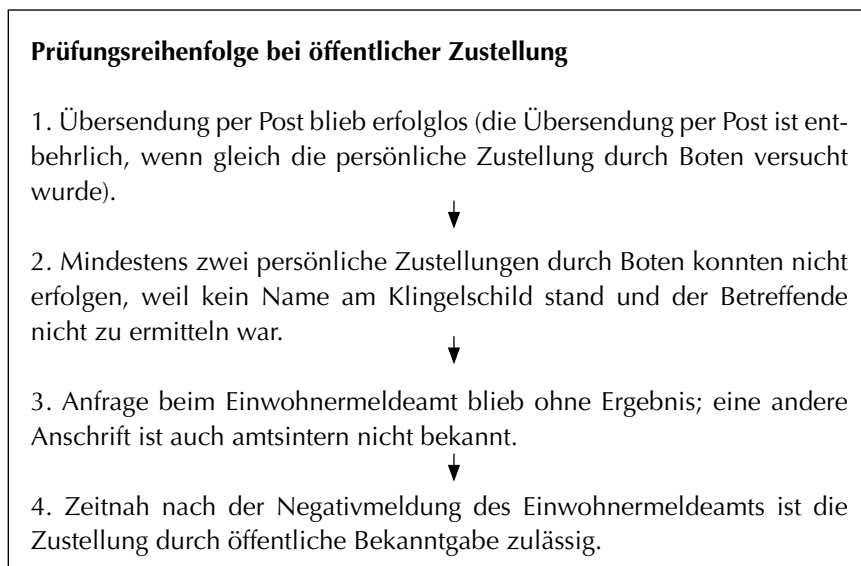 Prüfungsreihenfolge bei öffentlicher Zustellung
1. Übersendung per Post blieb erfolglos (die Übersendung per Post ist ent-
behrlich, wenn gleich die persönliche Zustellung durch Boten versucht
wurde).
2. Mindestens zwei persönliche Zustellungen durch Boten konnten nicht
erfolgen, weil kein Name am Klingelschild stand und der Betreffende
nicht zu ermitteln war.
3. Anfrage beim Einwohnermeldeamt blieb ohne Ergebnis; eine andere
Anschrift ist auch amtsintern nicht bekannt.
4. Zeitnah nach der Negativmeldung des Einwohnermeldeamts ist die
Zustellung durch öffentliche Bekanntgabe zulässig.